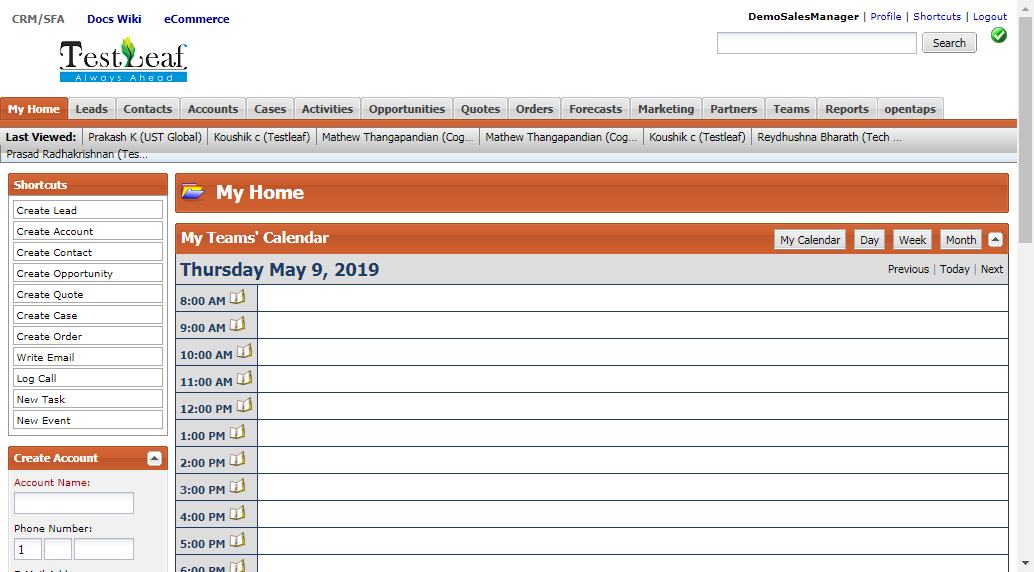 CRM/SFA Docs Wiki eCommerce
DemoSalesManager | Profile | Shortcuts | Logout
Search
TestLeaf
Always Ahead
My Home Leads Contacts Accounts Cases Activities Opportunities Quotes Orders Forecasts Marketing Partners Teams Reports opentaps
Last Viewed: Prakash K (UST Global) Koushik c (Testleaf) Mathew Thangapandian (Cog... Mathew Thangapandian (Cog... Koushik c (Testleaf) Reydhushna Bharath (Tech ...
Prasad Radhakrishnan (Tes...
Shortcuts
Create Lead
Create Account
Create Contact
Create Opportunity
Create Quote
Create Case
Create Order
Write Email
Log Call
New Task
New Event
Create Account
Account Name:
Phone Number:
1
My Home
My Teams' Calendar
My Calendar Day Week Month
Thursday May 9, 2019
Previous | Today | Next
8:00 AM
9:00 AM
10:00 AM
11:00 AM
12:00 PM
1:00 PM
2:00 PM
3:00 PM
4:00 PM
5:00 PM
6:00 PM